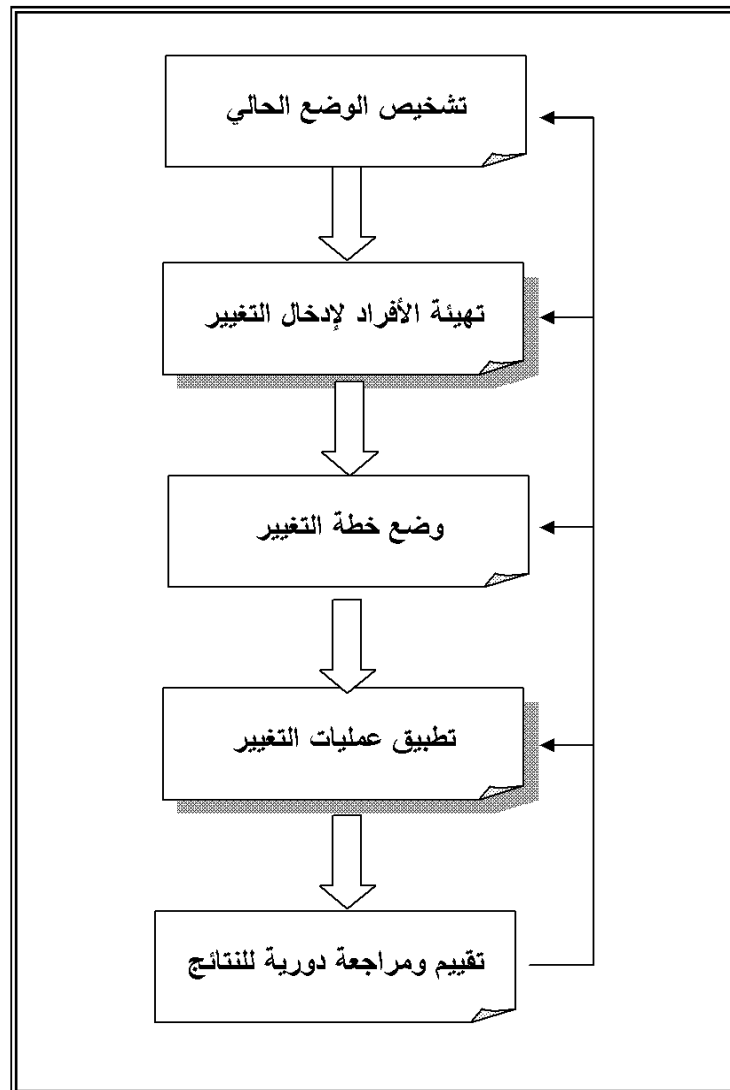 تشخيص الوضع الحالي
تهيئة الأفراد لإدخال التغيير
وضع خطة التغيير
تطبيق عمليات التغيير
تقييم ومراجعة دورية للنتائج